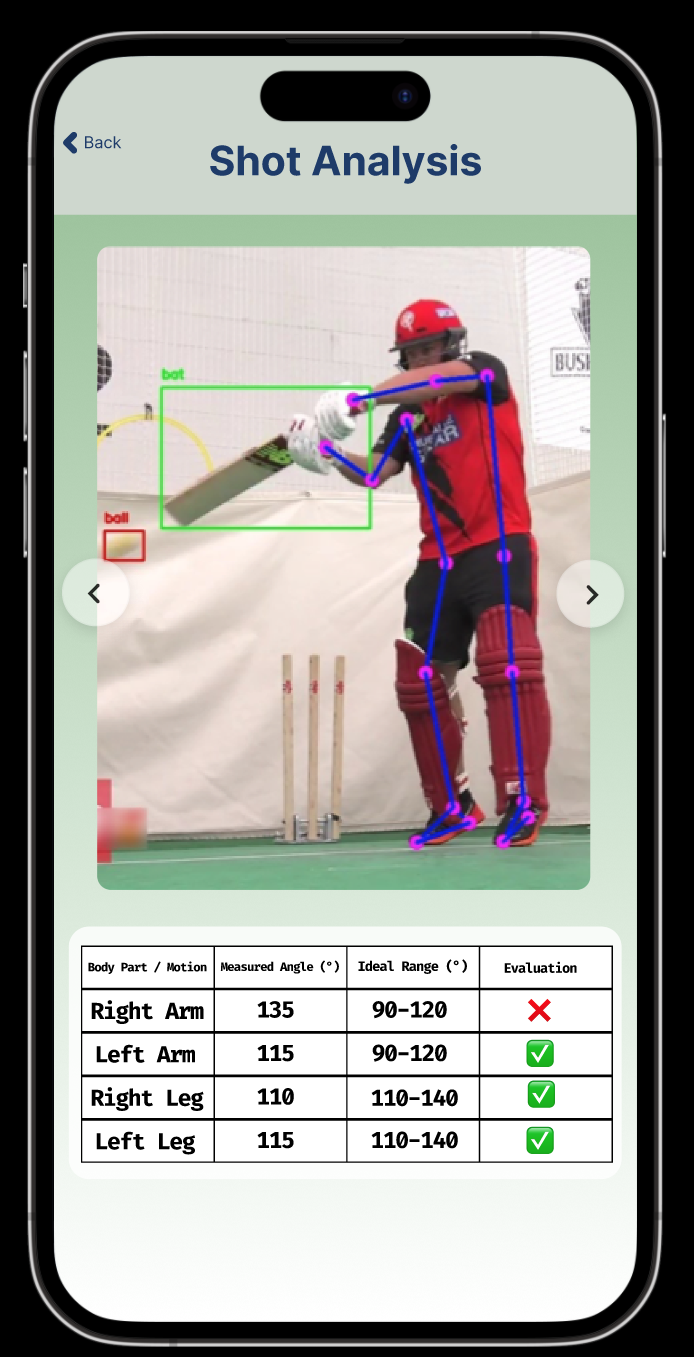 Back
Shot Analysis
bat
ball
BUSH
Body Part / Motion Measured Angle (°) Ideal Range (°) Evaluation
Right Arm 135 90-120 ❌
Left Arm 115 90-120 ✅
Right Leg 110 110-140 ✅
Left Leg 115 110-140 ✅